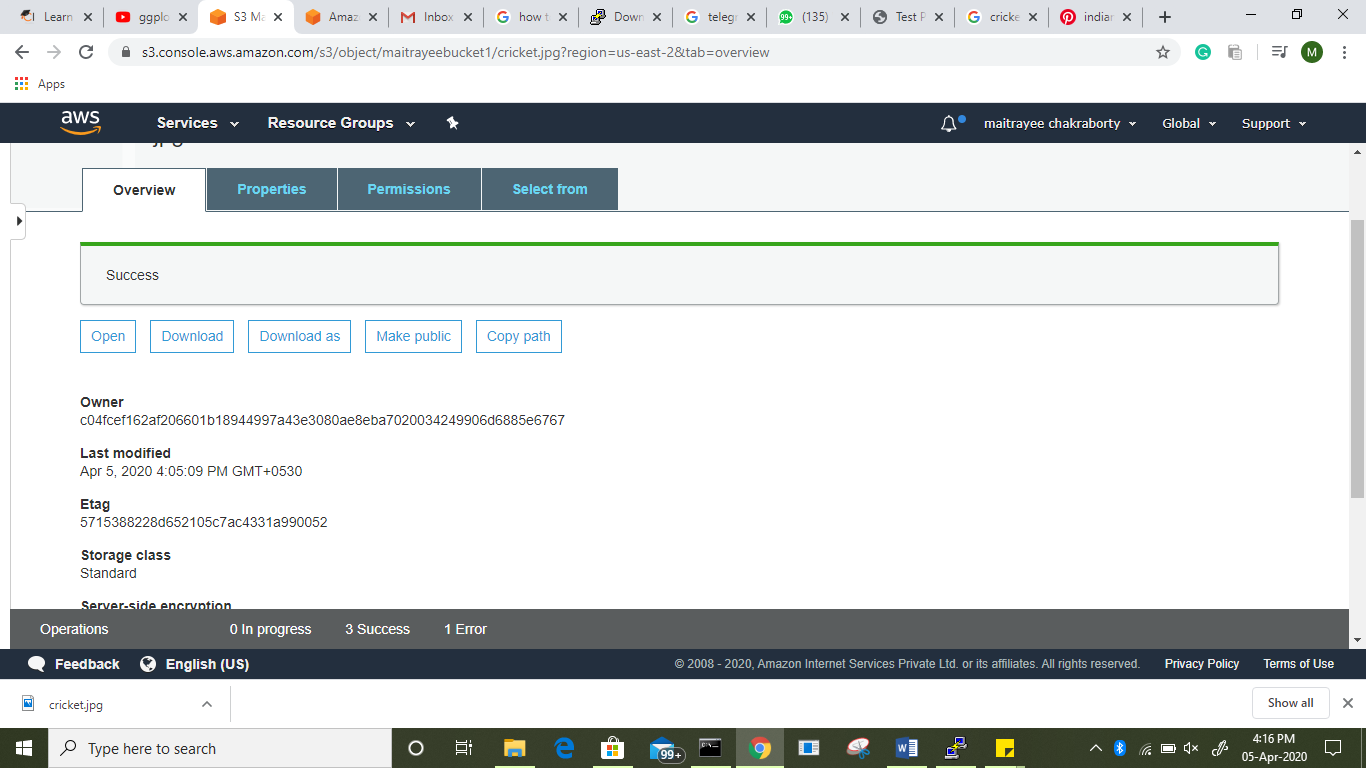 Learn
ggplo
S3 Ma
Amaz
Inbox
how t
Down
telegr
99+ (135)
Test P
cricke
indian
s3.console.aws.amazon.com/s3/object/maitrayeebucket1/cricket.jpg?region=us-east-2&tab=overview
M
Apps
aws
Services
Resource Groups
maitrayee chakraborty
Global
Support
Overview
Properties
Permissions
Select from
Success
Open
Download
Download as
Make public
Copy path
Owner
c04fcef162af206601b18944997a43e3080ae8eba7020034249906d6885e6767
Last modified
Apr 5, 2020 4:05:09 PM GMT+0530
Etag
5715388228d652105c7ac4331a990052
Storage class
Standard
Server-side encryption
Operations
0 In progress
3 Success
1 Error
Feedback
English (US)
© 2008 - 2020, Amazon Internet Services Private Ltd. or its affiliates. All rights reserved.
Privacy Policy
Terms of Use
cricket.jpg
Show all
Type here to search
99+
4:16 PM
05-Apr-2020